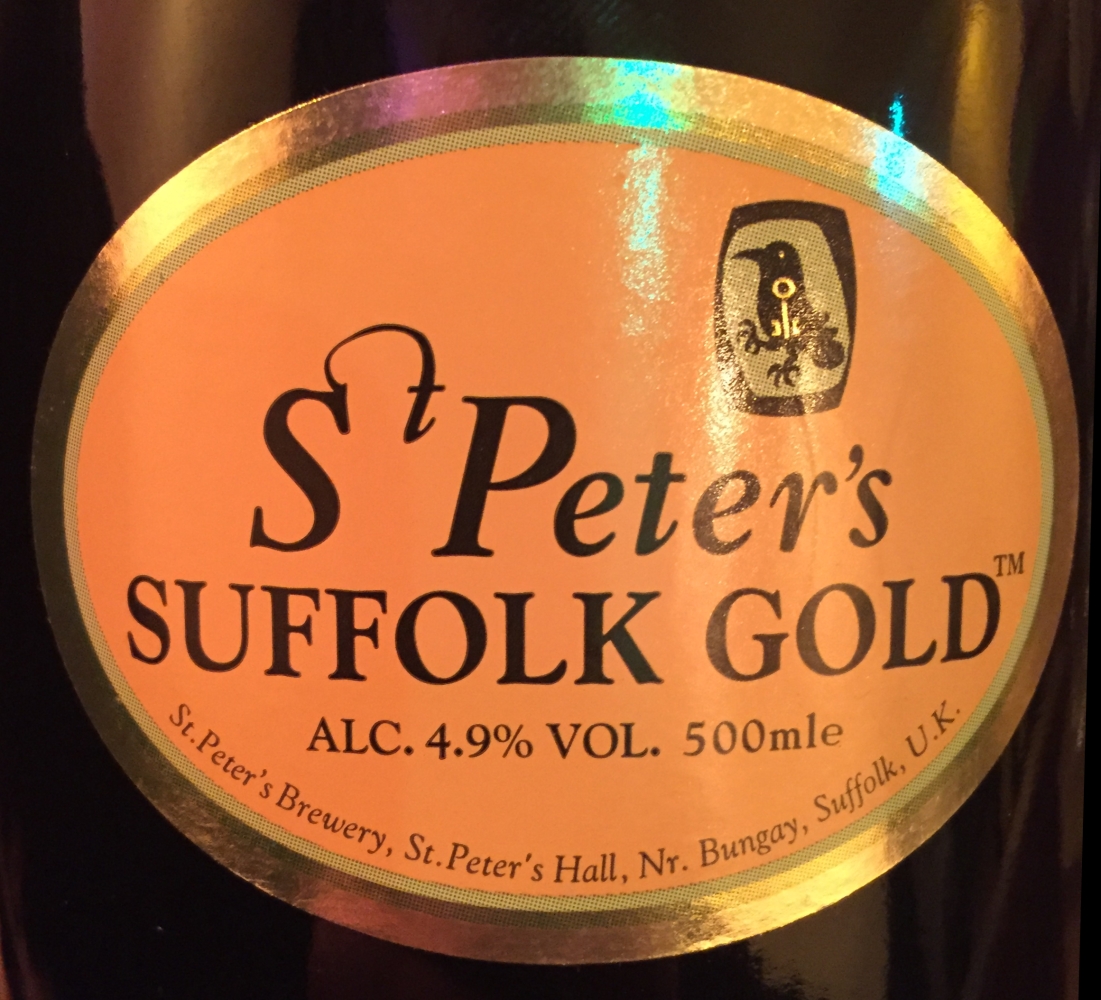 St Peter's
SUFFOLK GOLD™
ALC. 4.9% VOL. 500mle
St.Peter's Brewery, St.Peter's Hall, Nr. Bungay, Suffolk, U.K.